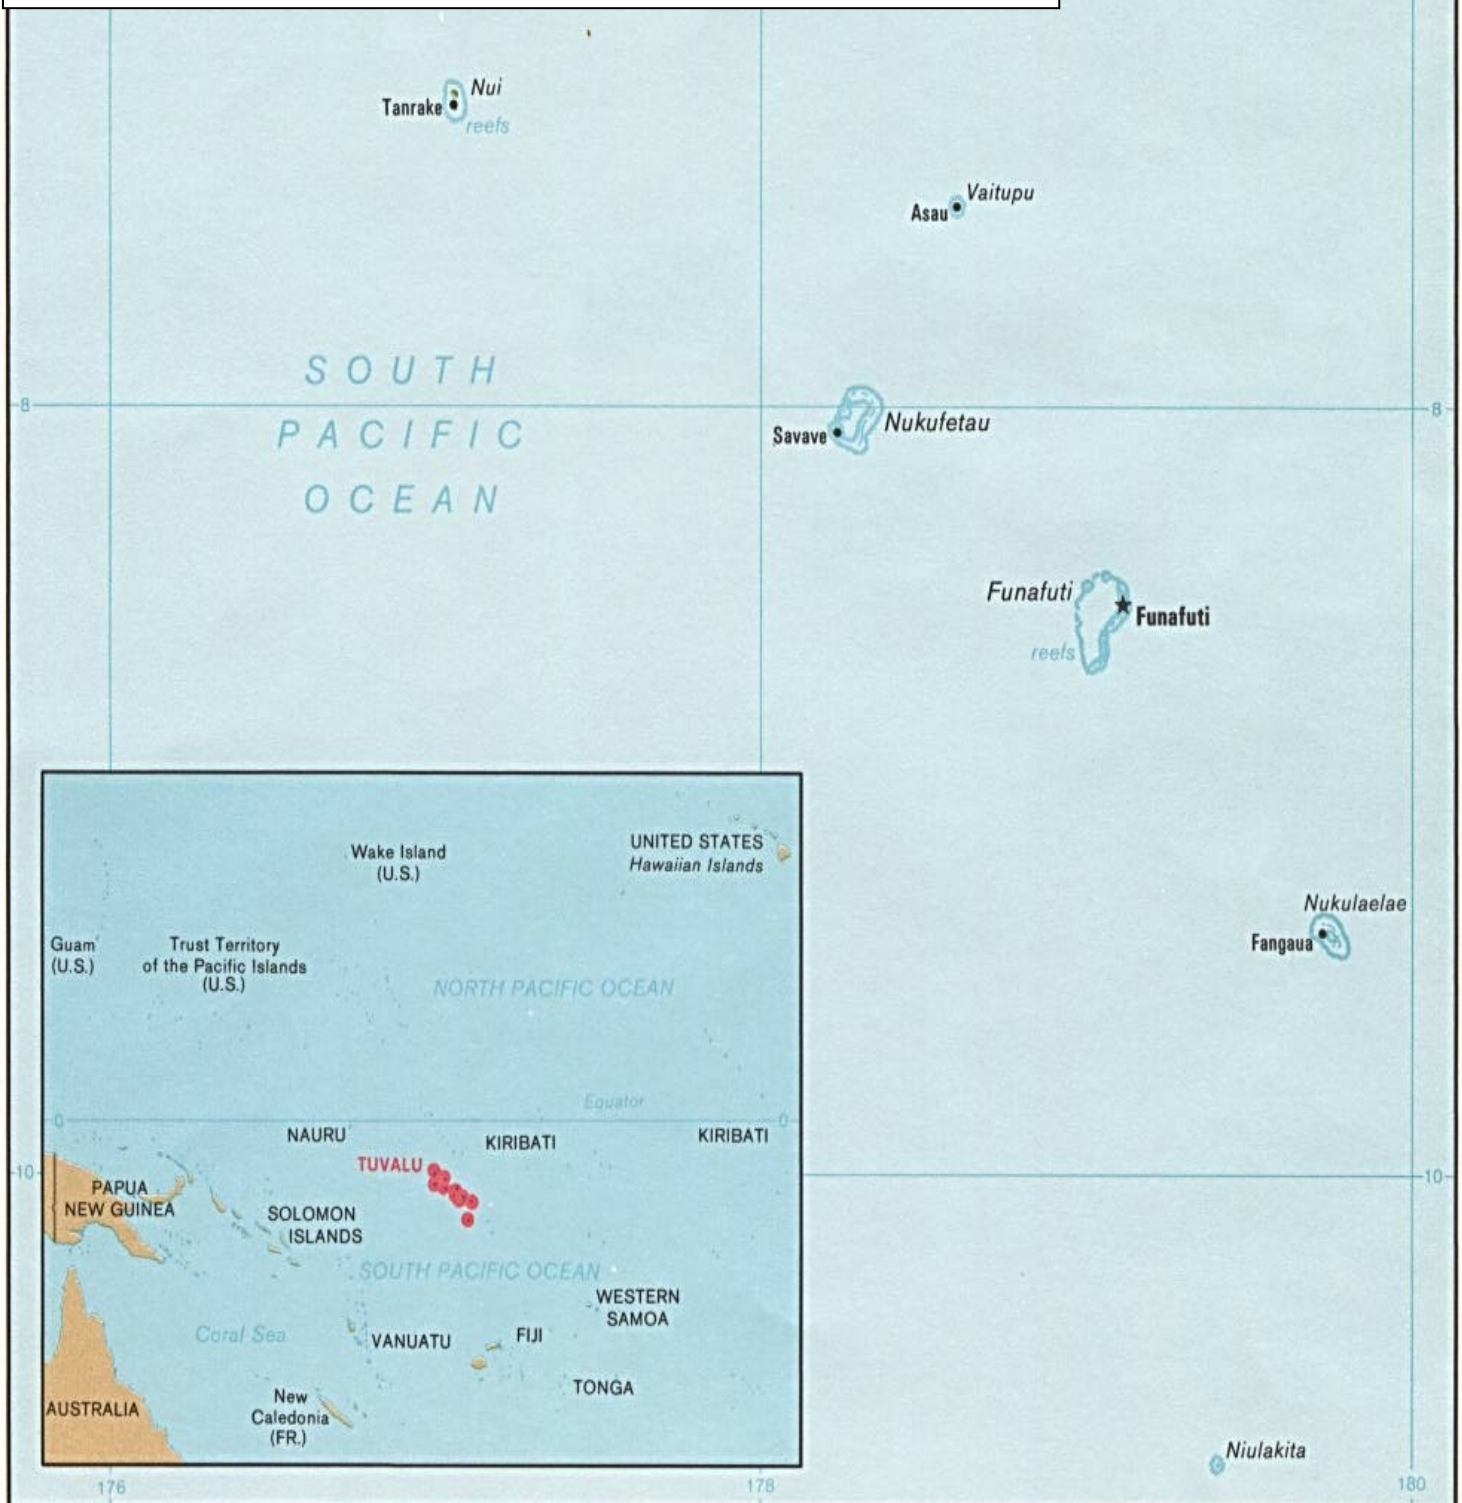 Nui
Tanrake
reefs
Vaitupu
Asau
SOUTH
PACIFIC
OCEAN
8
8
Nukufetau
Savave
Funafuti
Funafuti
reefs
Nukulaelae
Fangaua
Wake Island
(U.S.)
UNITED STATES
Hawaiian Islands
Guam
(U.S.)
Trust Territory
of the Pacific Islands
(U.S.)
NORTH PACIFIC OCEAN
Equator
0
0
NAURU
KIRIBATI
KIRIBATI
TUVALU
10
10
PAPUA
NEW GUINEA
SOLOMON
ISLANDS
SOUTH PACIFIC OCEAN
WESTERN
SAMOA
Coral Sea
VANUATU
FIJI
TONGA
New
Caledonia
(FR.)
AUSTRALIA
Niulakita
176
178
180